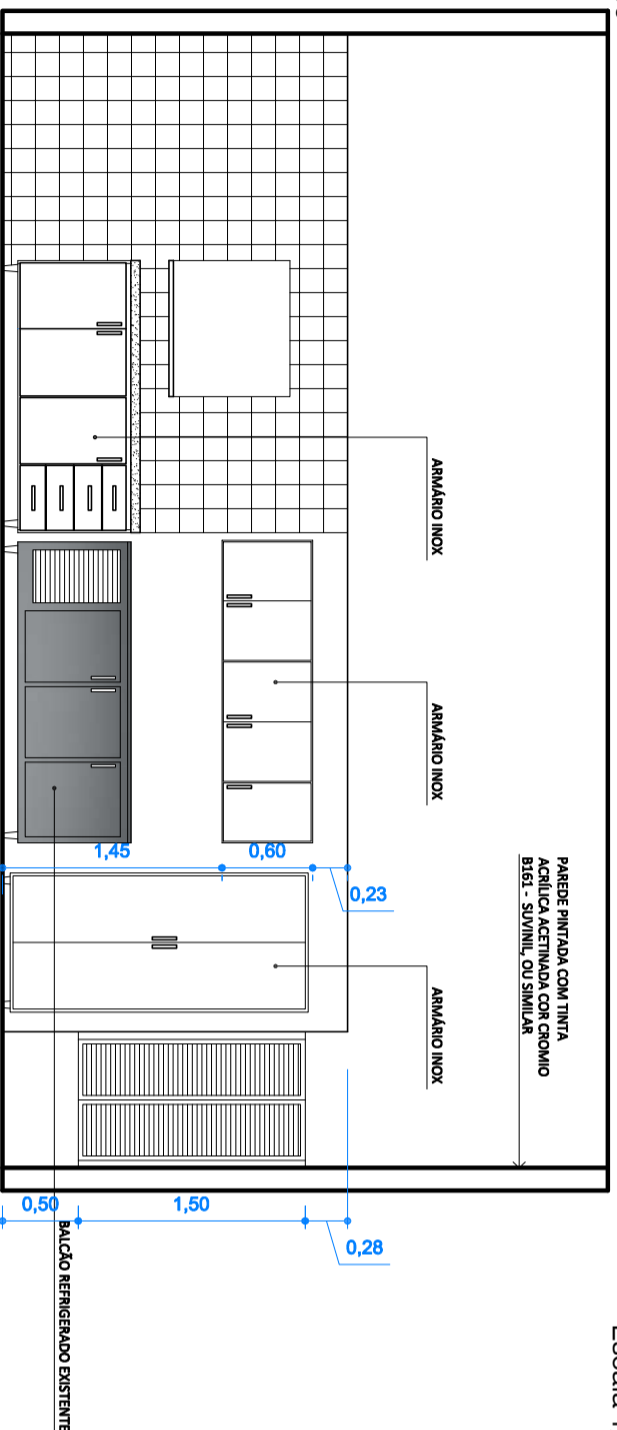 ARMÁRIO INOX
ARMÁRIO INOX
ARMÁRIO INOX
PAREDE PINTADA COM TINTA
ACRÍLICA ACETINADA COR CROMIO
B161 - SUVINIL, OU SIMILAR
1,45
0,60
0,23
0,50
1,50
0,28
BALCÃO REFRIGERADO EXISTENTE